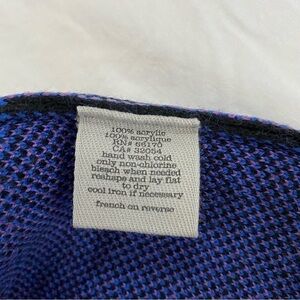 100% acrylic
100% acrylique
RN# 66170
CA# 32054
hand wash cold
only non-chlorine
bleach when needed
reshape and lay flat
to dry
cool iron if necessary
french on reverse